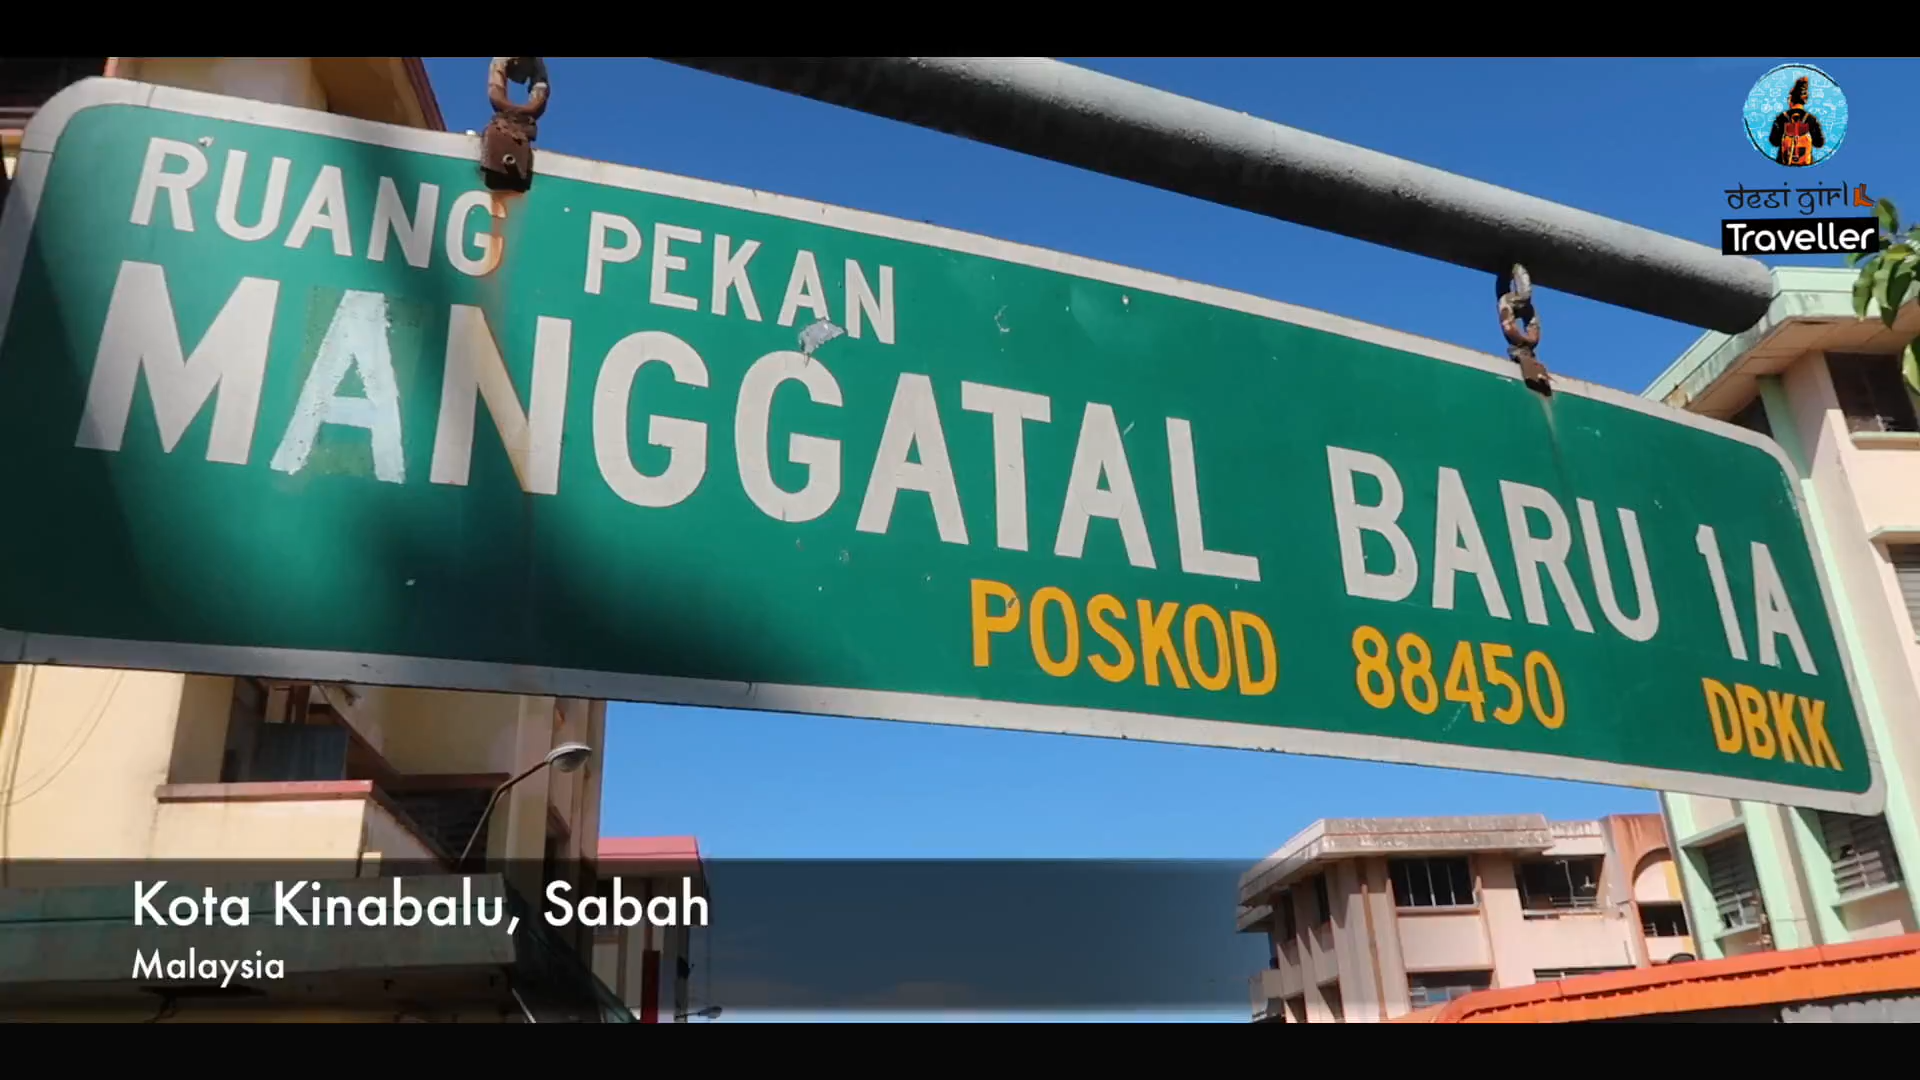 desi girl
Traveller
RUANG PEKAN
MANGGATAL BARU 1A
POSKOD 88450 DBKK
Kota Kinabalu, Sabah
Malaysia